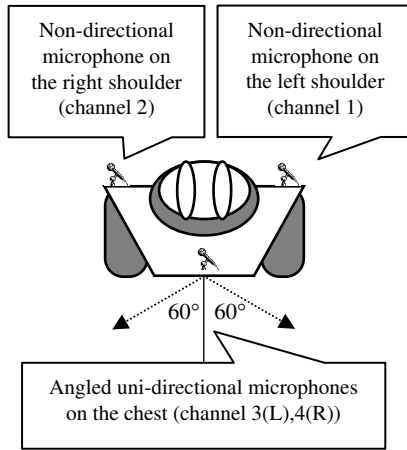 Non-directional
microphone on
the right shoulder
(channel 2)
Non-directional
microphone on
the left shoulder
(channel 1)
60° 60°
Angled uni-directional microphones
on the chest (channel 3(L),4(R))